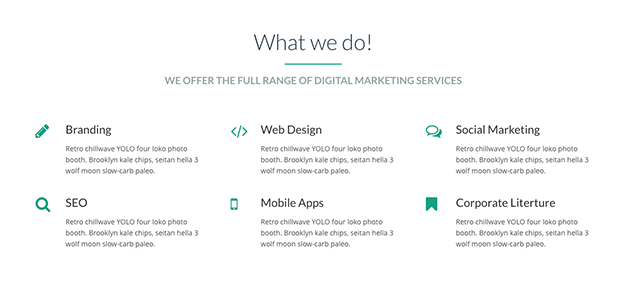 What we do!
WE OFFER THE FULL RANGE OF DIGITAL MARKETING SERVICES
Branding
Retro chillwave YOLO four loko photo
booth. Brooklyn kale chips, seitan hella 3
wolf moon slow-carb paleo.
Web Design
Retro chillwave YOLO four loko photo
booth. Brooklyn kale chips, seitan hella 3
wolf moon slow-carb paleo.
Social Marketing
Retro chillwave YOLO four loko photo
booth. Brooklyn kale chips, seitan hella 3
wolf moon slow-carb paleo.
SEO
Retro chillwave YOLO four loko photo
booth. Brooklyn kale chips, seitan hella 3
wolf moon slow-carb paleo.
Mobile Apps
Retro chillwave YOLO four loko photo
booth. Brooklyn kale chips, seitan hella 3
wolf moon slow-carb paleo.
Corporate Literture
Retro chillwave YOLO four loko photo
booth. Brooklyn kale chips, seitan hella 3
wolf moon slow-carb paleo.